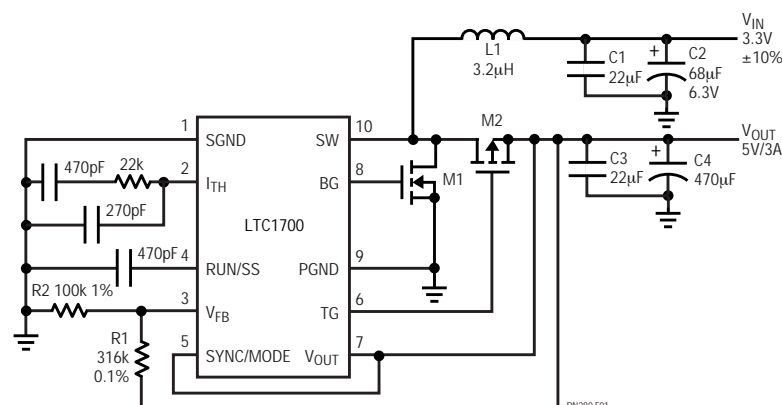 V_IN
3.3V
±10%
L1
3.2µH
C1
22µF
+
C2
68µF
6.3V
V_OUT
5V/3A
M2
C3
22µF
+
C4
470µF
M1
1
SGND
SW
10
470pF
22k
2
I_TH
BG
8
270pF
LTC1700
470pF
4
RUN/SS
PGND
9
R2 100k 1%
3
V_FB
TG
6
R1
316k
0.1%
5
SYNC/MODE
V_OUT
7